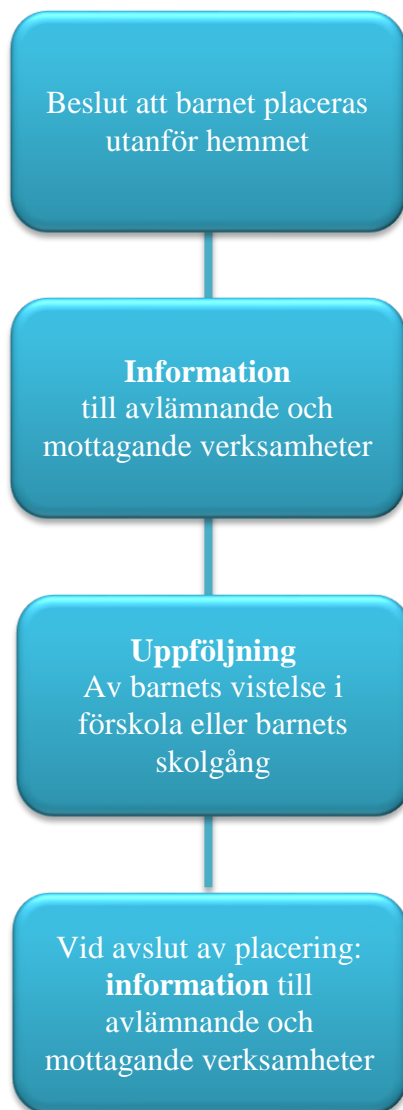 Beslut att barnet placeras
utanför hemmet
Information
till avlämnande och
mottagande verksamheter
Uppföljning
Av barnets vistelse i
förskola eller barnets
skolgång
Vid avslut av placering:
information till
avlämnande och
mottagande verksamheter